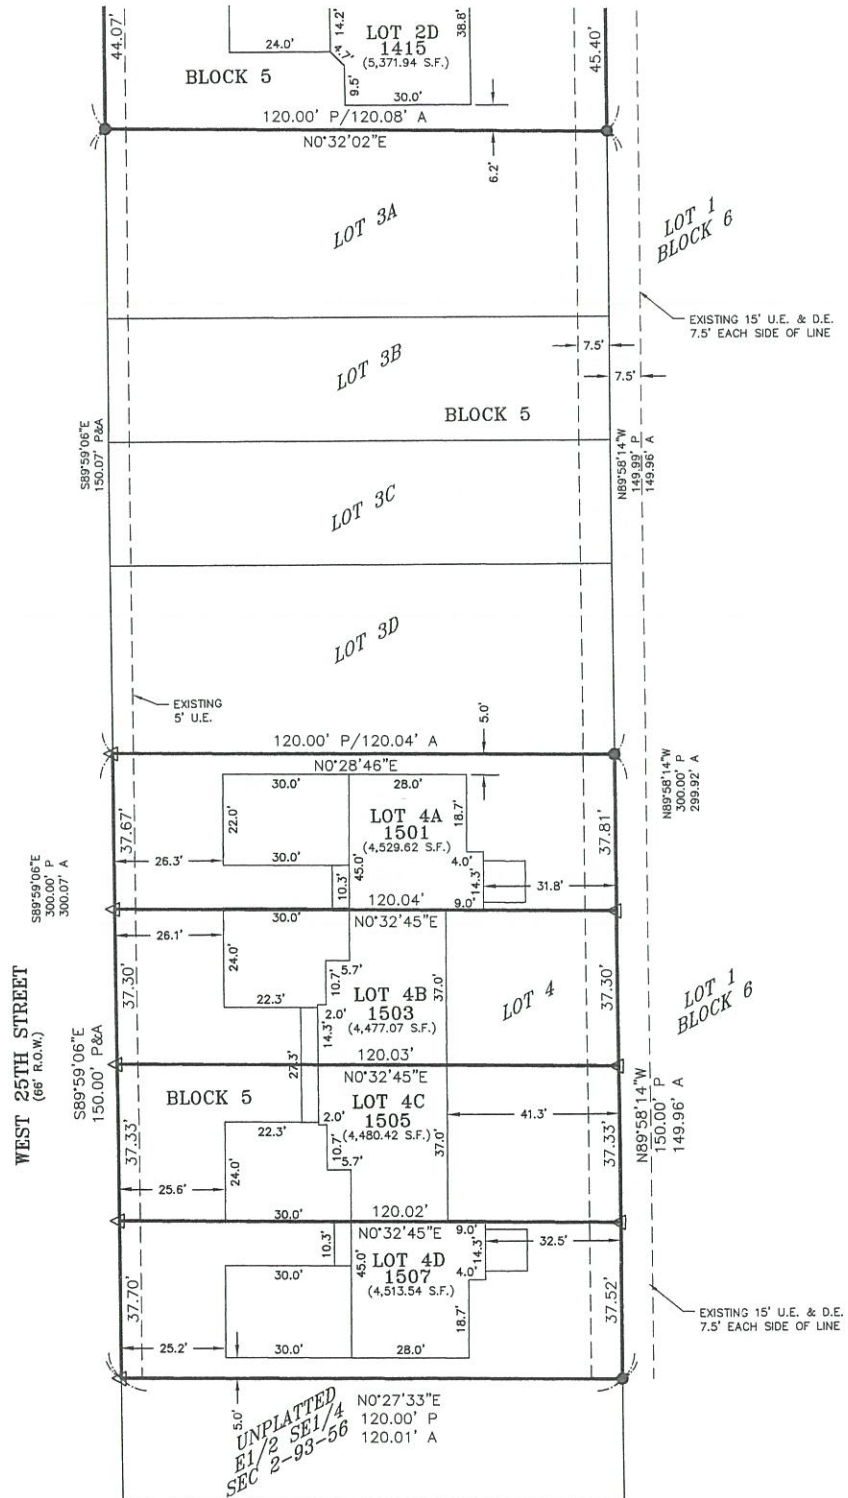 44.07'
14.2'
LOT 2D
1415
(5,371.94 S.F.)
38.8'
45.40'
24.0'
4.7'
BLOCK 5
9.5'
30.0'
120.00' P/120.08' A
N0°32'02"E
6.2'
LOT 3A
LOT 1
BLOCK 6
EXISTING 15' U.E. & D.E.
7.5' EACH SIDE OF LINE
7.5'
7.5'
LOT 3B
BLOCK 5
S89°59'06"E
150.07' P&A
N89°58'14"W
149.99' P
149.96' A
LOT 3C
LOT 3D
EXISTING
5' U.E.
5.0'
120.00' P/120.04' A
N0°28'46"E
N89°58'14"W
300.00' P
299.92' A
30.0'
28.0'
37.67'
22.0'
LOT 4A
1501
(4,529.62 S.F.)
18.7'
37.81'
26.3'
30.0'
45.0'
4.0'
14.3'
31.8'
10.3'
9.0'
S89°59'06"E
300.00' P
300.07' A
120.04'
30.0'
N0°32'45"E
26.1'
24.0'
37.30'
5.7'
10.7'
LOT 4B
1503
(4,477.07 S.F.)
37.0'
LOT 4
37.30'
LOT 1
BLOCK 6
22.3'
2.0'
14.3'
27.3'
WEST 25TH STREET
(66' R.O.W.)
S89°59'06"E
150.00' P&A
120.03'
N0°32'45"E
BLOCK 5
LOT 4C
1505
(4,480.42 S.F.)
41.3'
N89°58'14"W
150.00' P
149.96' A
37.33'
22.3'
2.0'
10.7'
37.0'
37.33'
24.0'
5.7'
25.6'
30.0'
120.02'
N0°32'45"E
9.0'
10.3'
LOT 4D
1507
(4,513.54 S.F.)
14.3'
32.5'
30.0'
45.0'
4.0'
37.70'
18.7'
37.52'
EXISTING 15' U.E. & D.E.
7.5' EACH SIDE OF LINE
25.2'
30.0'
28.0'
5.0'
N0°27'33"E
120.00' P
120.01' A
UNPLATTED
E1/2 SE1/4
SEC 2-93-56